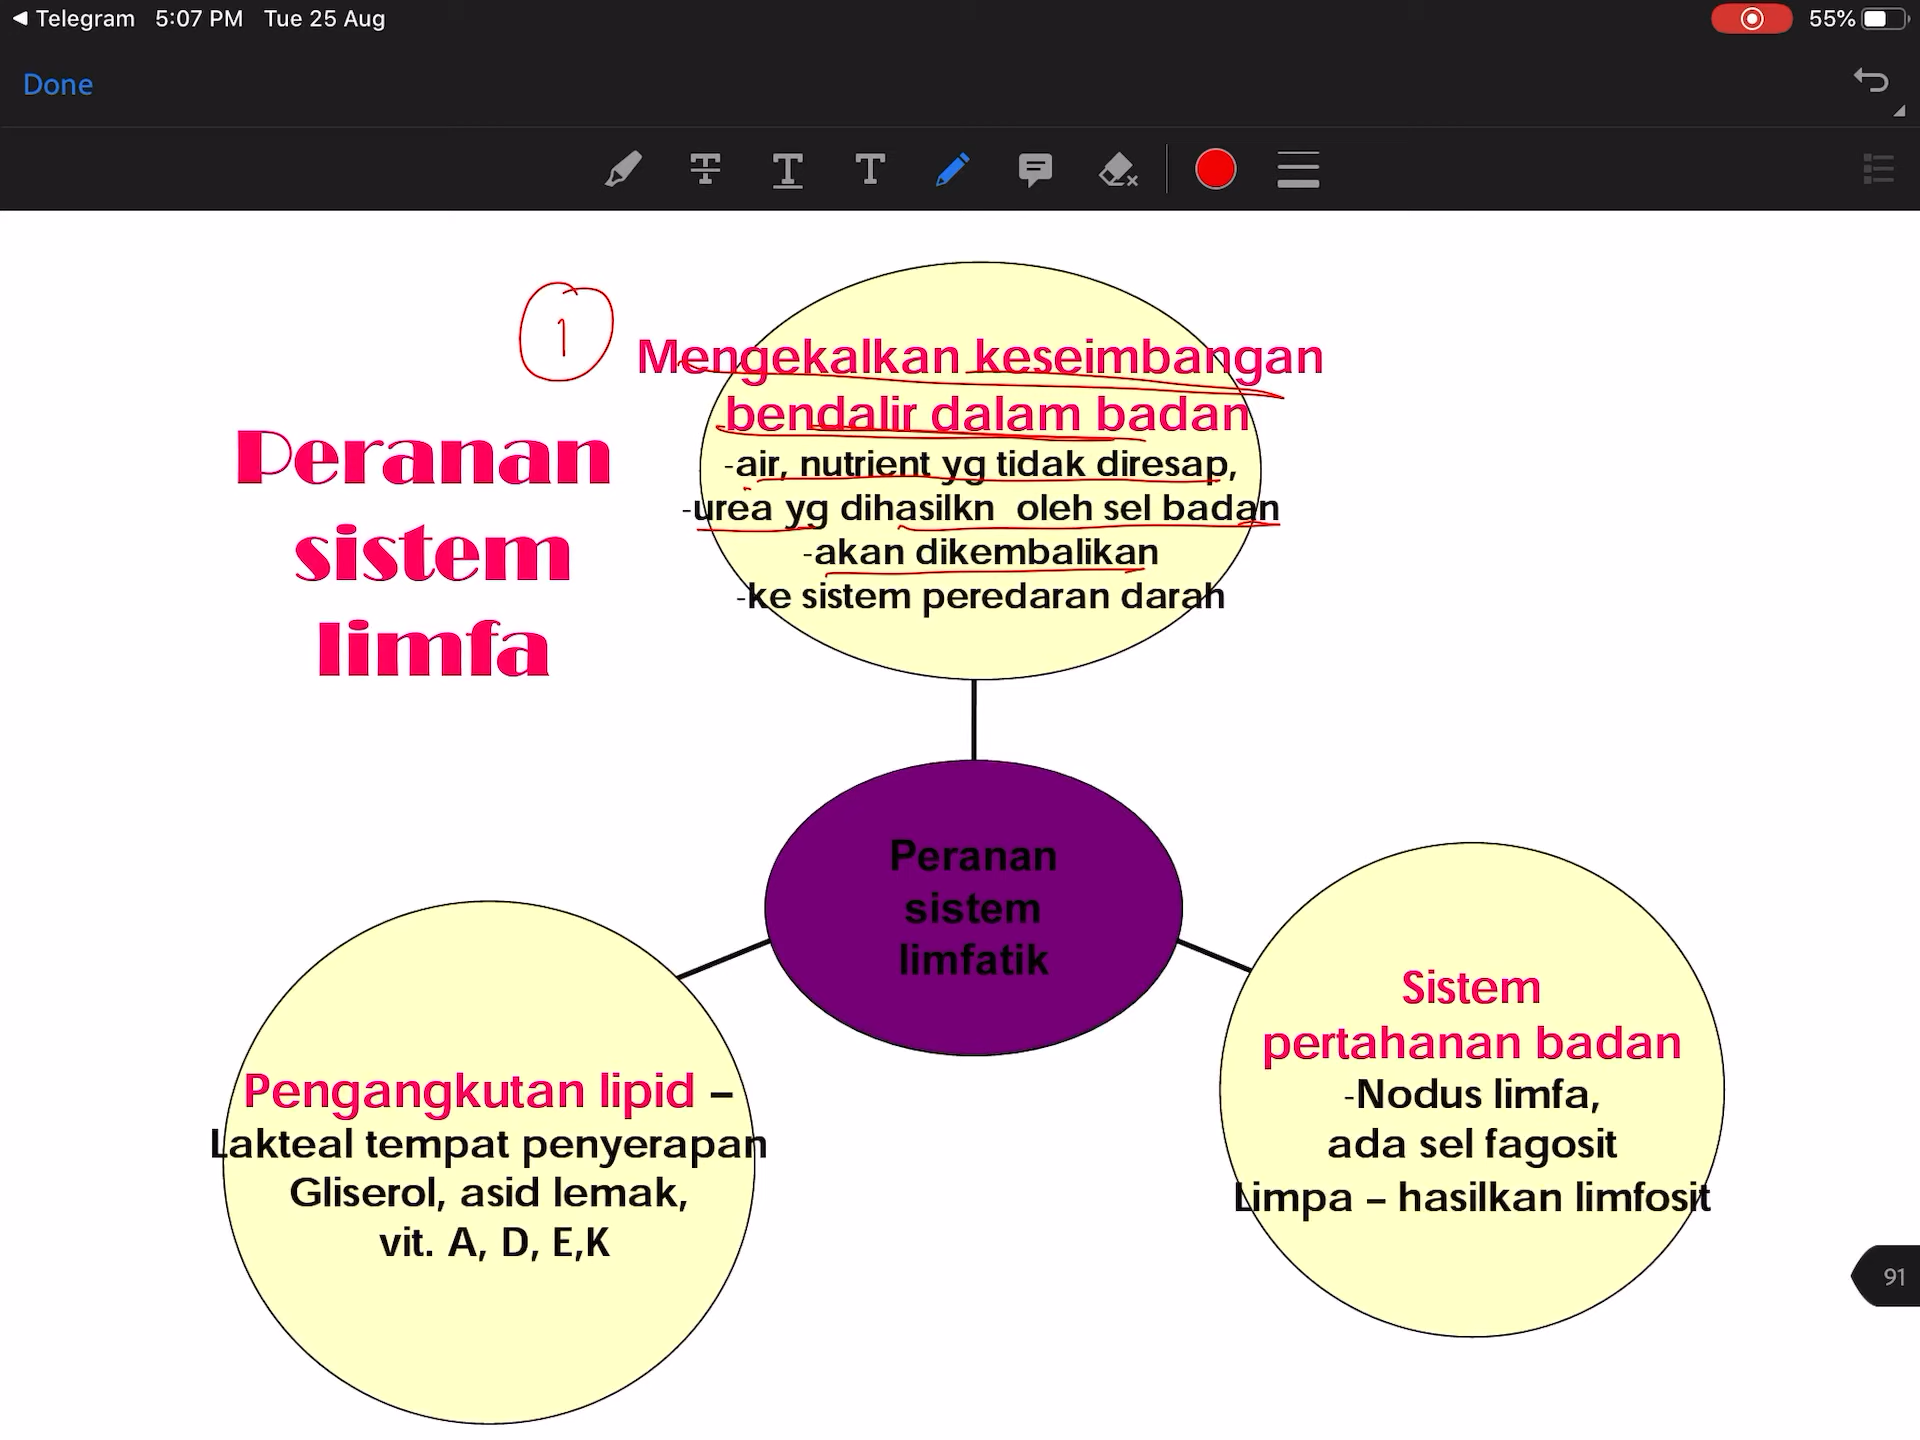 Telegram 5:07 PM Tue 25 Aug
55%
Done
1
Peranan
sistem
limfa
Mengekalkan keseimbangan
bendalir dalam badan
-air, nutrient yg tidak diresap,
-urea yg dihasilkn oleh sel badan
-akan dikembalikan
-ke sistem peredaran darah
Peranan
sistem
limfatik
Pengangkutan lipid –
Lakteal tempat penyerapan
Gliserol, asid lemak,
vit. A, D, E,K
Sistem
pertahanan badan
-Nodus limfa,
ada sel fagosit
Limpa – hasilkan limfosit
91